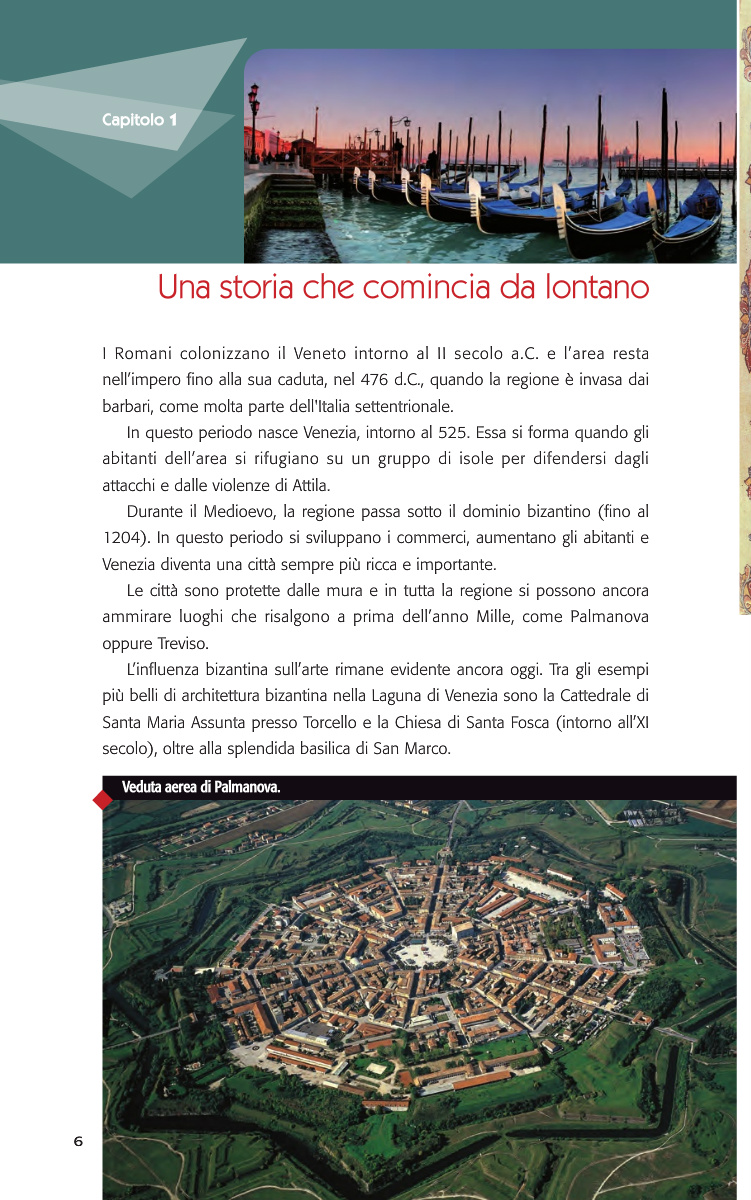 Capitolo 1
Una storia che comincia da lontano
I Romani colonizzano il Veneto intorno al II secolo a.C. e l’area resta
nell’impero fino alla sua caduta, nel 476 d.C., quando la regione è invasa dai
barbari, come molta parte dell'Italia settentrionale.
In questo periodo nasce Venezia, intorno al 525. Essa si forma quando gli
abitanti dell’area si rifugiano su un gruppo di isole per difendersi dagli
attacchi e dalle violenze di Attila.
Durante il Medioevo, la regione passa sotto il dominio bizantino (fino al
1204). In questo periodo si sviluppano i commerci, aumentano gli abitanti e
Venezia diventa una città sempre più ricca e importante.
Le città sono protette dalle mura e in tutta la regione si possono ancora
ammirare luoghi che risalgono a prima dell’anno Mille, come Palmanova
oppure Treviso.
L’influenza bizantina sull’arte rimane evidente ancora oggi. Tra gli esempi
più belli di architettura bizantina nella Laguna di Venezia sono la Cattedrale di
Santa Maria Assunta presso Torcello e la Chiesa di Santa Fosca (intorno all’XI
secolo), oltre alla splendida basilica di San Marco.
Veduta aerea di Palmanova.
6